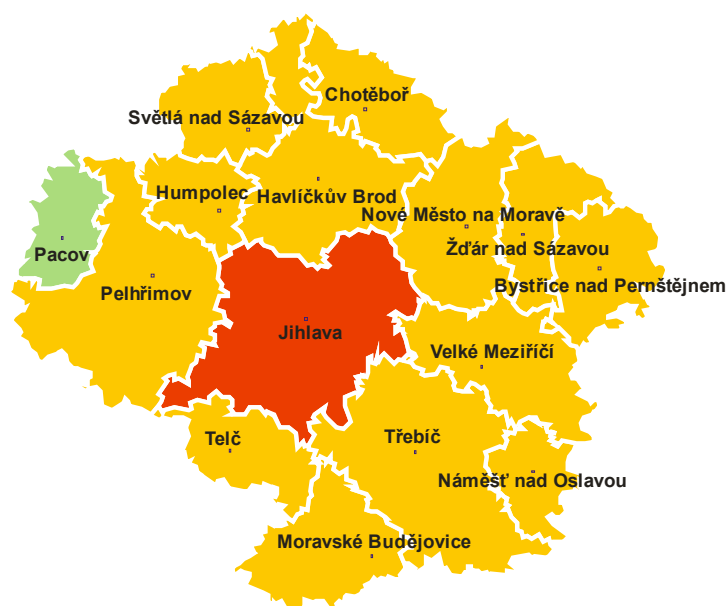 Chotěboř
Světlá nad Sázavou
Humpolec
Havlíčkův Brod
Nové Město na Moravě
Žďár nad Sázavou
Pacov
Pelhřimov
Bystřice nad Pernštejnem
Jihlava
Velké Meziříčí
Telč
Třebíč
Náměšť nad Oslavou
Moravské Budějovice